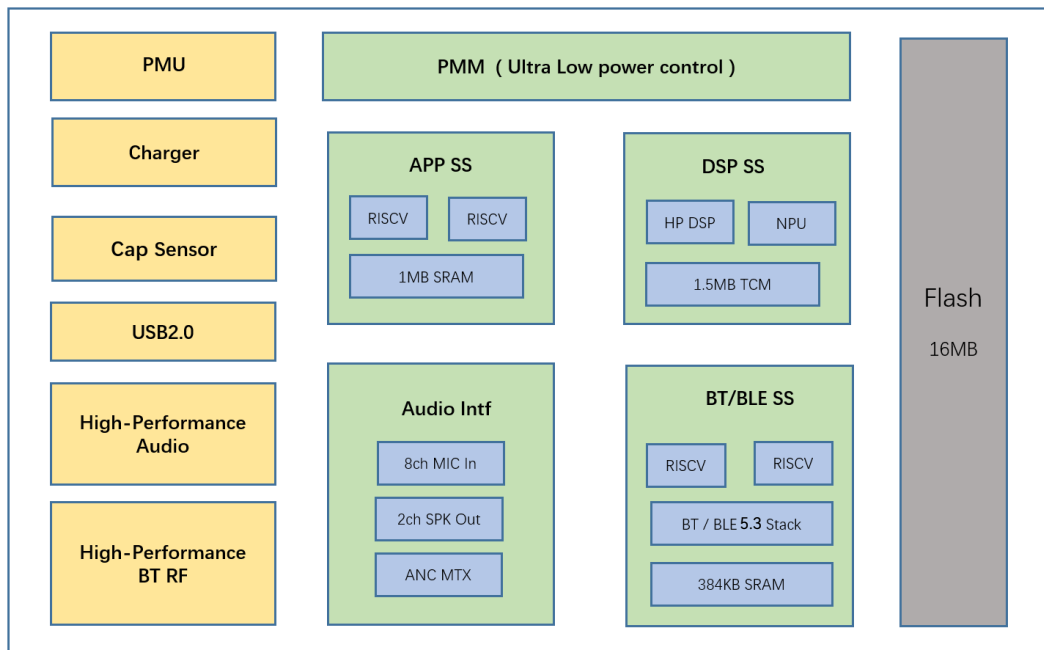 PMU
Charger
Cap Sensor
USB2.0
High-Performance
Audio
High-Performance
BT RF
PMM ( Ultra Low power control )
APP SS
RISCV
RISCV
1MB SRAM
DSP SS
HP DSP
NPU
1.5MB TCM
Audio Intf
8ch MIC In
2ch SPK Out
ANC MTX
BT/BLE SS
RISCV
RISCV
BT / BLE 5.3 Stack
384KB SRAM
Flash
16MB